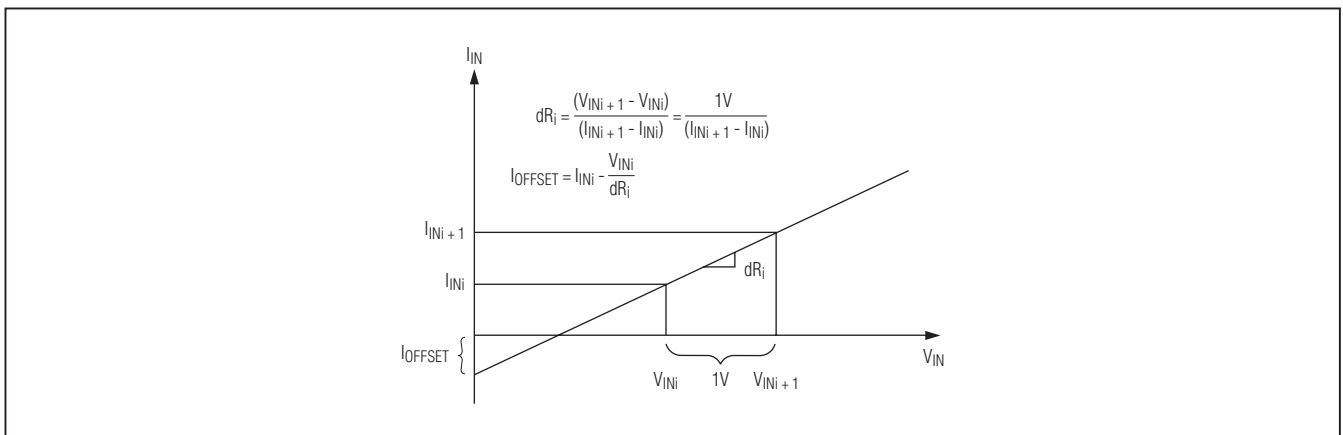 I_IN
dR_i = (V_INi + 1 - V_INi) / (I_INi + 1 - I_INi) = 1V / (I_INi + 1 - I_INi)
I_OFFSET = I_INi - V_INi / dR_i
I_INi + 1
dR_i
I_INi
I_OFFSET
V_IN
V_INi 1V V_INi + 1